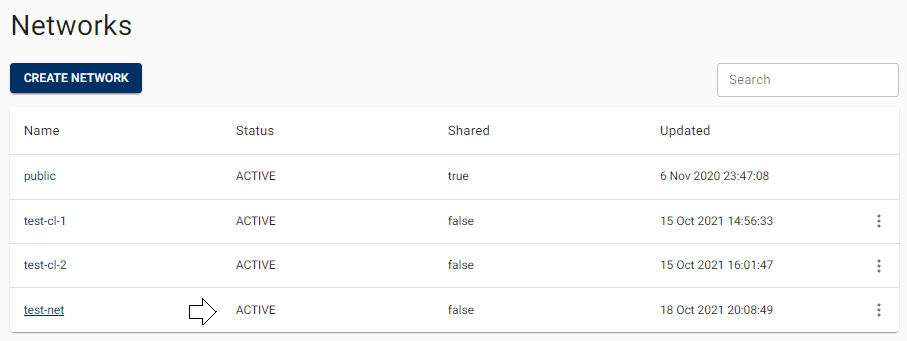 Networks
CREATE NETWORK
Search
Name Status Shared Updated
public ACTIVE true 6 Nov 2020 23:47:08
test-cl-1 ACTIVE false 15 Oct 2021 14:56:33
test-cl-2 ACTIVE false 15 Oct 2021 16:01:47
test-net ACTIVE false 18 Oct 2021 20:08:49